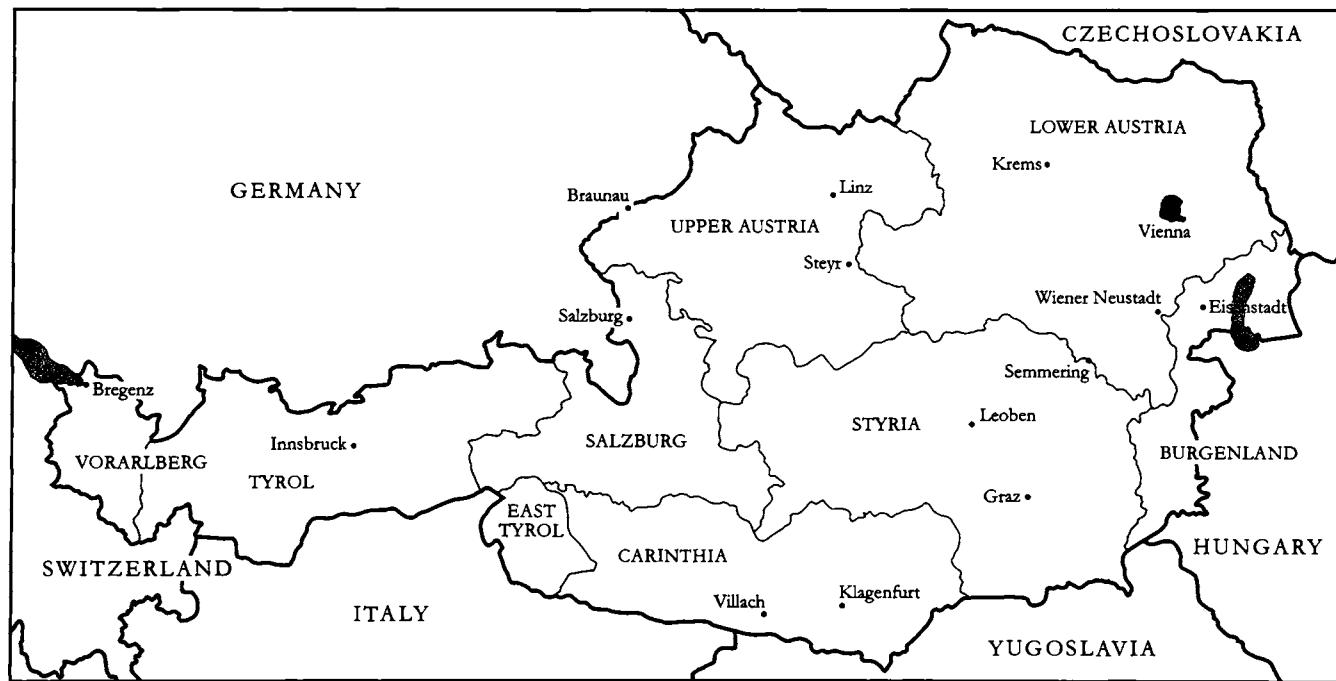 CZECHOSLOVAKIA
LOWER AUSTRIA
Krems
GERMANY
Braunau
Linz
UPPER AUSTRIA
Vienna
Steyr
Salzburg
Wiener Neustadt
Eisenstadt
Bregenz
Semmering
Innsbruck
SALZBURG
STYRIA
Leoben
VORARLBERG
TYROL
BURGENLAND
Graz
EAST
TYROL
CARINTHIA
HUNGARY
SWITZERLAND
ITALY
Villach
Klagenfurt
YUGOSLAVIA